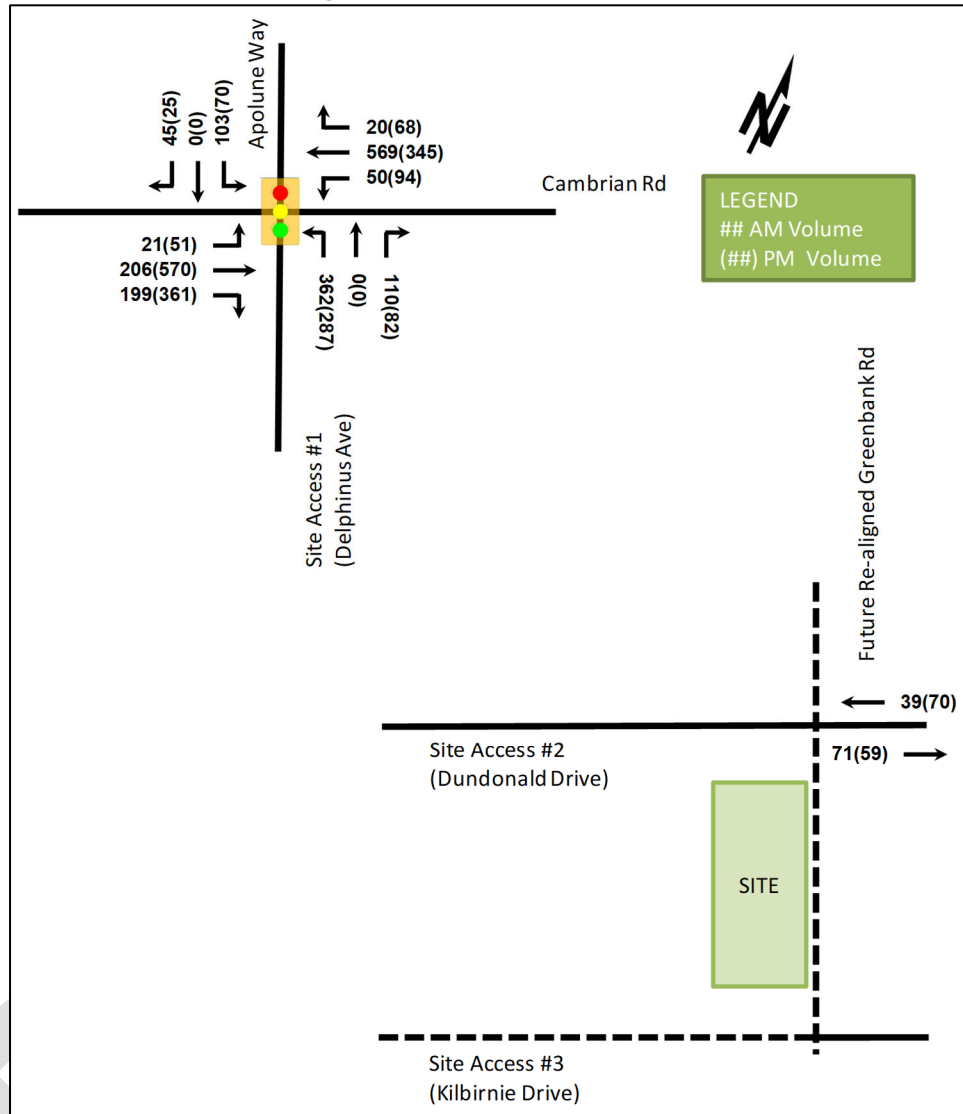 Apolune Way
45(25)
0(0)
103(70)
20(68)
569(345)
50(94)
Cambrian Rd
N
LEGEND
## AM Volume
(##) PM Volume
21(51)
206(570)
199(361)
362(287)
0(0)
110(82)
Site Access #1
(Delphinus Ave)
Future Re-aligned Greenbank Rd
39(70)
Site Access #2
(Dundonald Drive)
71(59)
SITE
Site Access #3
(Kilbirnie Drive)